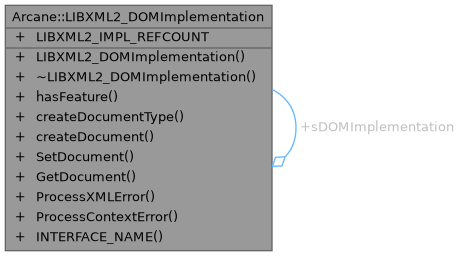 Arcane::LIBXML2_DOMImplementation
+ LIBXML2_IMPL_REFCOUNT
+ LIBXML2_DOMImplementation()
+ ~LIBXML2_DOMImplementation()
+ hasFeature()
+ createDocumentType()
+ createDocument()
+ SetDocument()
+ GetDocument()
+ ProcessXMLError()
+ ProcessContextError()
+ INTERFACE_NAME()
+sDOMImplementation